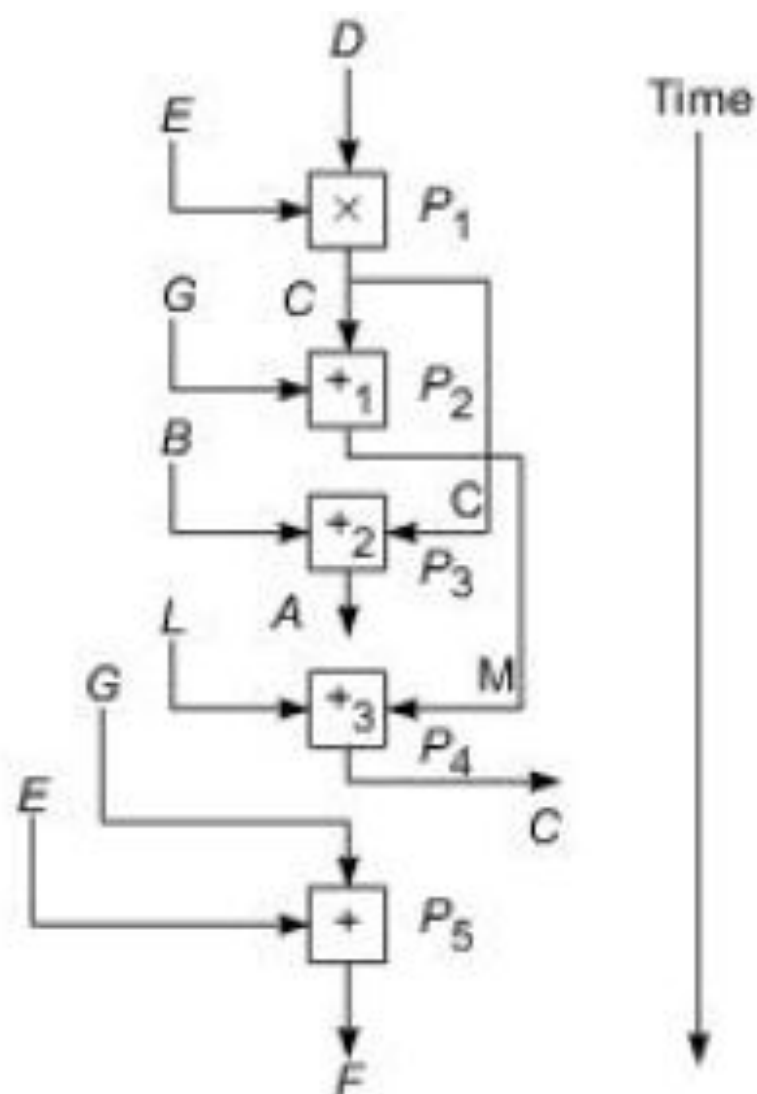 D
Time
E
× P₁
G C
+₁ P₂
B
C
+₂ P₃
L A
G M
+₃ P₄
E C
+ P₅
F